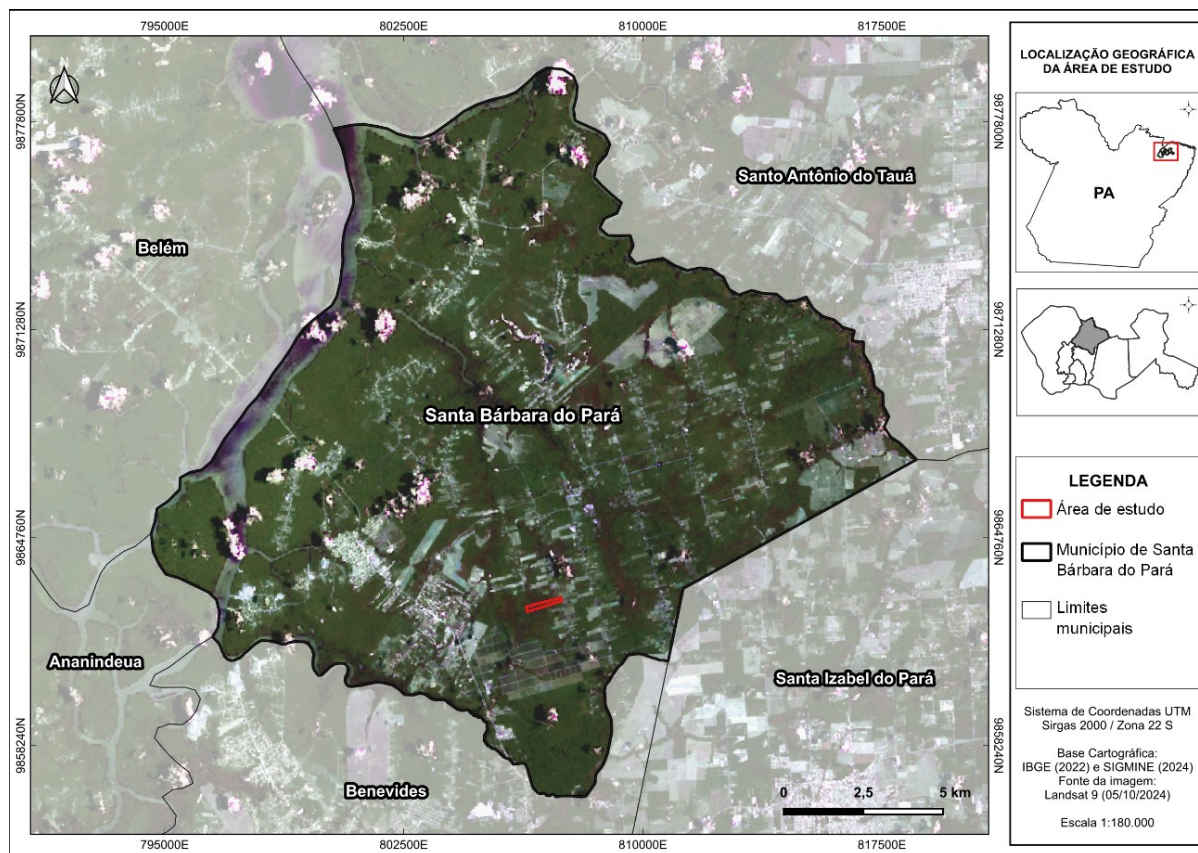 795000E
802500E
810000E
817500E
9877800N
9871280N
9864760N
9858240N
Belém
Santo Antônio do Tauá
Santa Bárbara do Pará
Ananindeua
Santa Izabel do Pará
Benevides
0 2,5 5 km
9877800N
9871280N
9864760N
9858240N
795000E
802500E
810000E
817500E
LOCALIZAÇÃO GEOGRÁFICA
DA ÁREA DE ESTUDO
PA
LEGENDA
Área de estudo
Município de Santa
Bárbara do Pará
Limites
municipais
Sistema de Coordenadas UTM
Sirgas 2000 / Zona 22 S
Base Cartográfica:
IBGE (2022) e SIGMINE (2024)
Fonte da imagem:
Landsat 9 (05/10/2024)
Escala 1:180.000